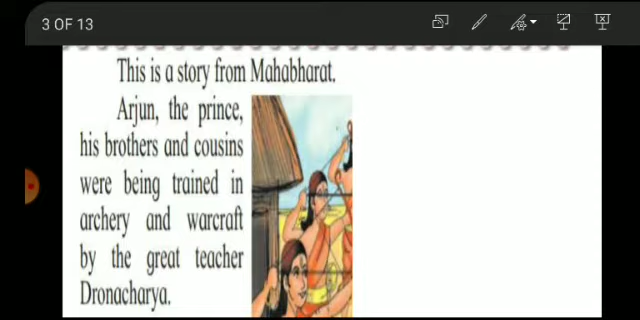 3 OF 13
This is a story from Mahabharat.
Arjun, the prince,
his brothers and cousins
were being trained in
archery and warcraft
by the great teacher
Dronacharya.